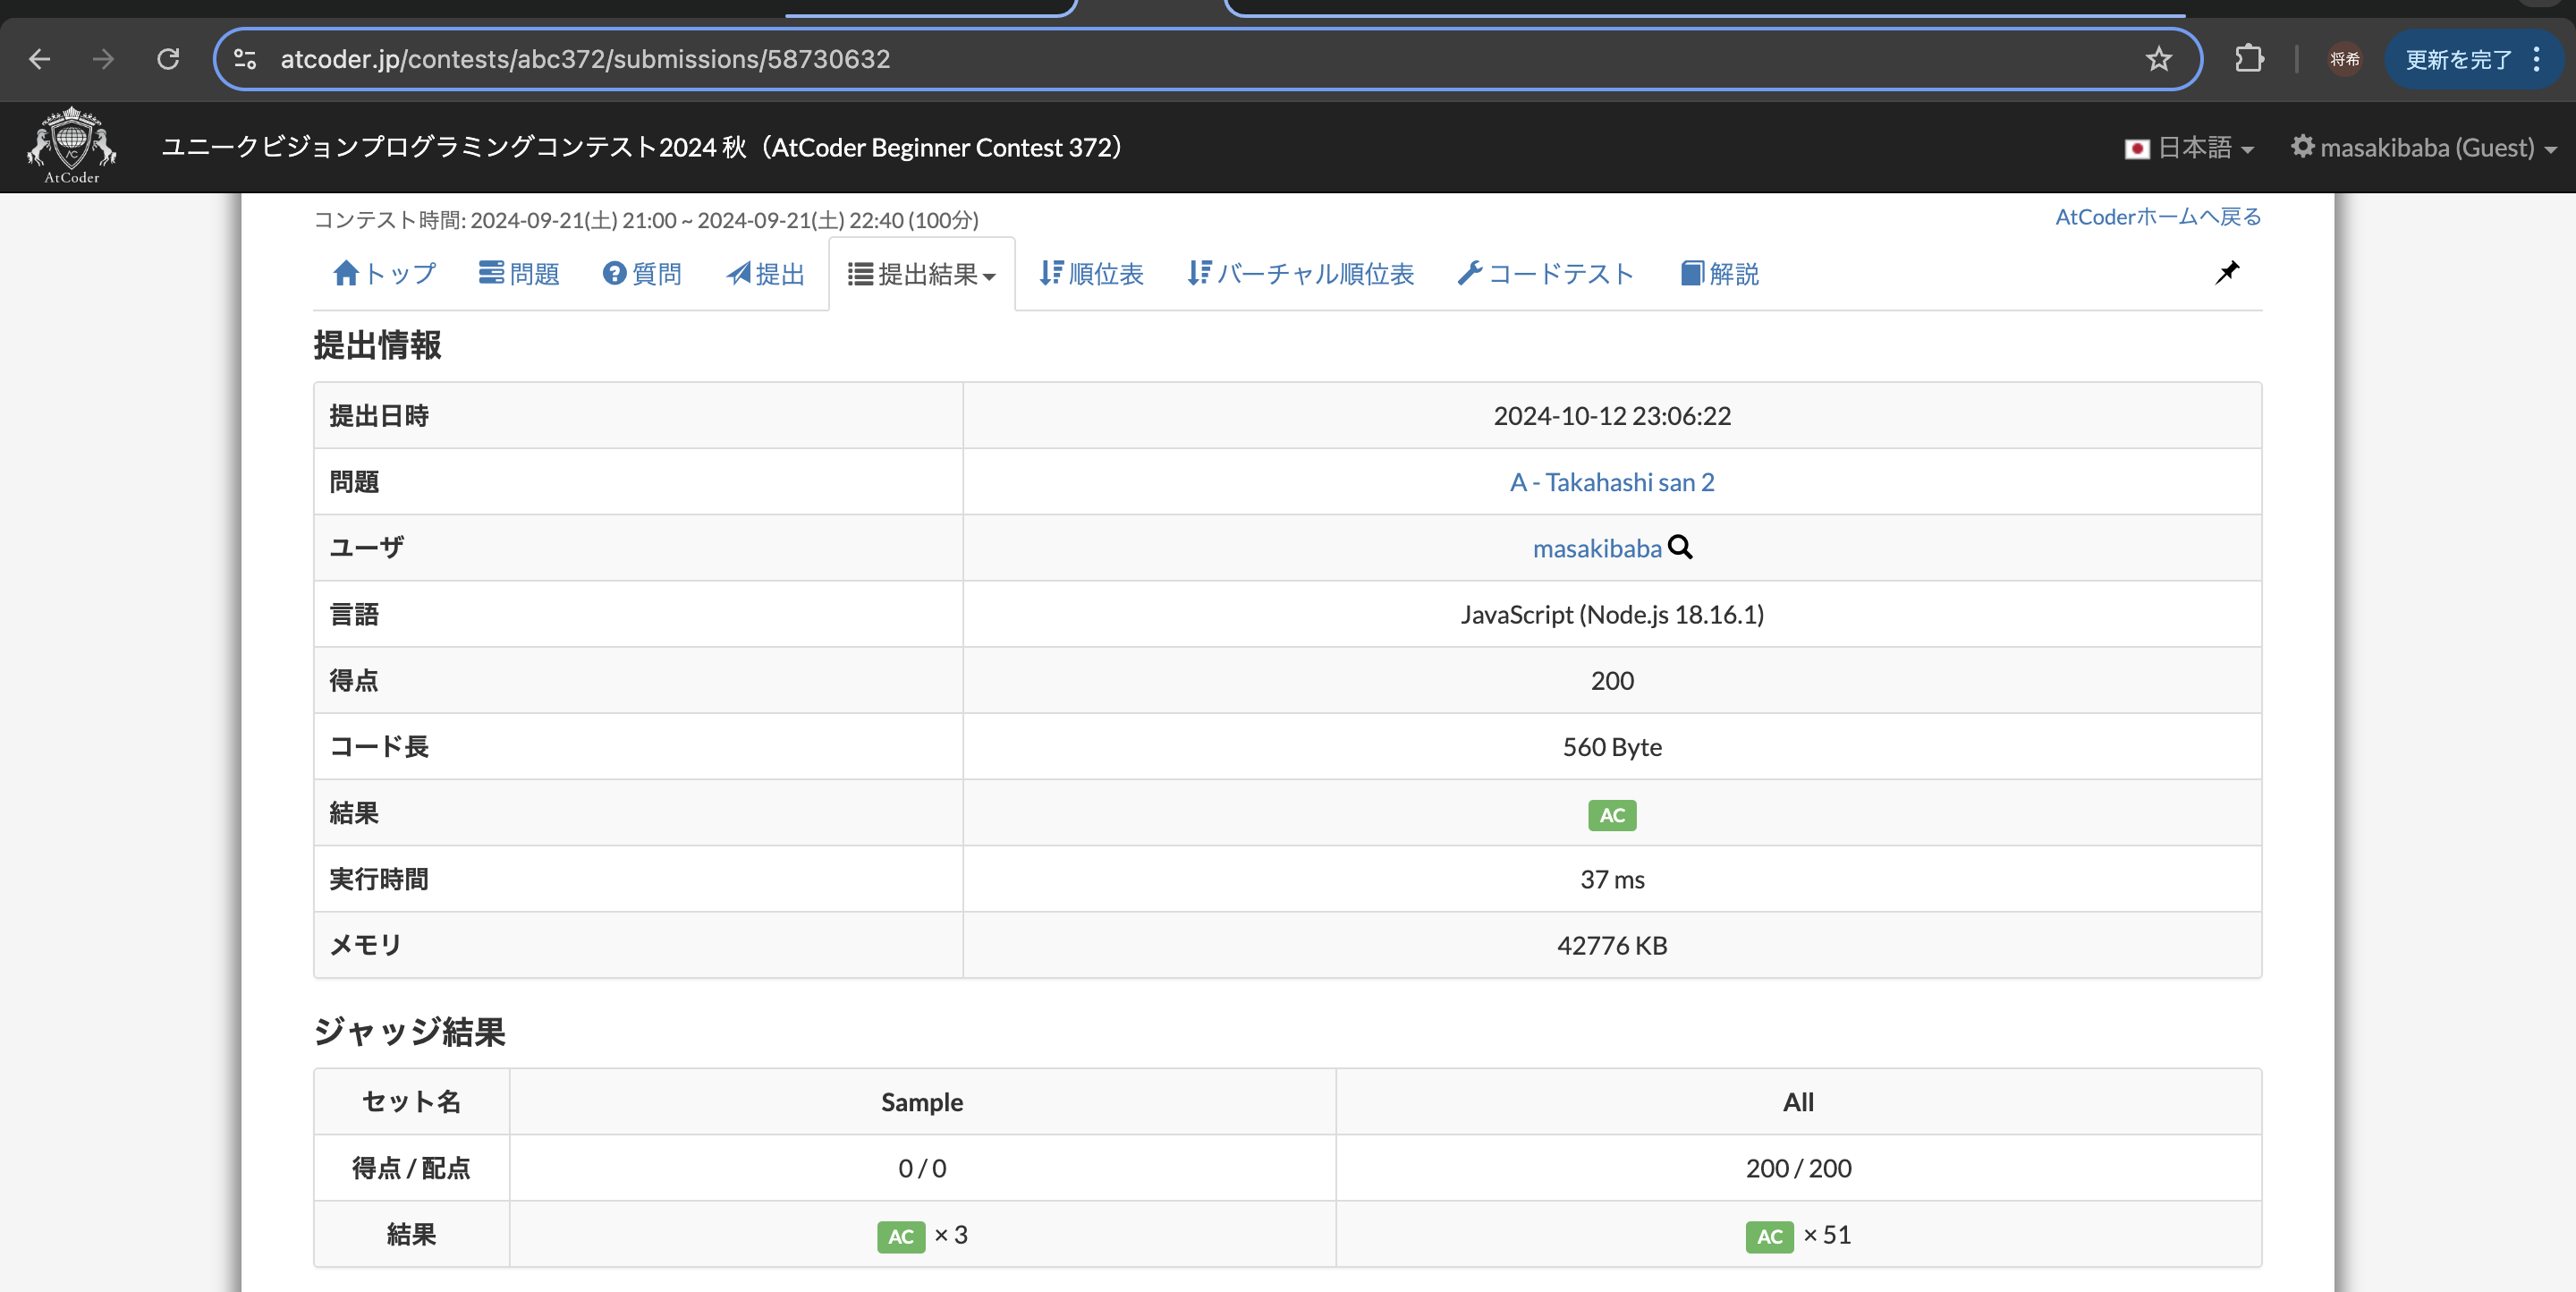 atcoder.jp/contests/abc372/submissions/58730632
将希
更新を完了
AtCoder
ユニークビジョンプログラミングコンテスト2024 秋（AtCoder Beginner Contest 372）
日本語
masakibaba (Guest)
コンテスト時間: 2024-09-21(土) 21:00 ~ 2024-09-21(土) 22:40 (100分)
AtCoderホームへ戻る
トップ 問題 質問 提出 提出結果 順位表 バーチャル順位表 コードテスト 解説
提出情報
提出日時 2024-10-12 23:06:22
問題 A - Takahashi san 2
ユーザ masakibaba
言語 JavaScript (Node.js 18.16.1)
得点 200
コード長 560 Byte
結果 AC
実行時間 37 ms
メモリ 42776 KB
ジャッジ結果
セット名 Sample All
得点 / 配点 0 / 0 200 / 200
結果 AC × 3 AC × 51